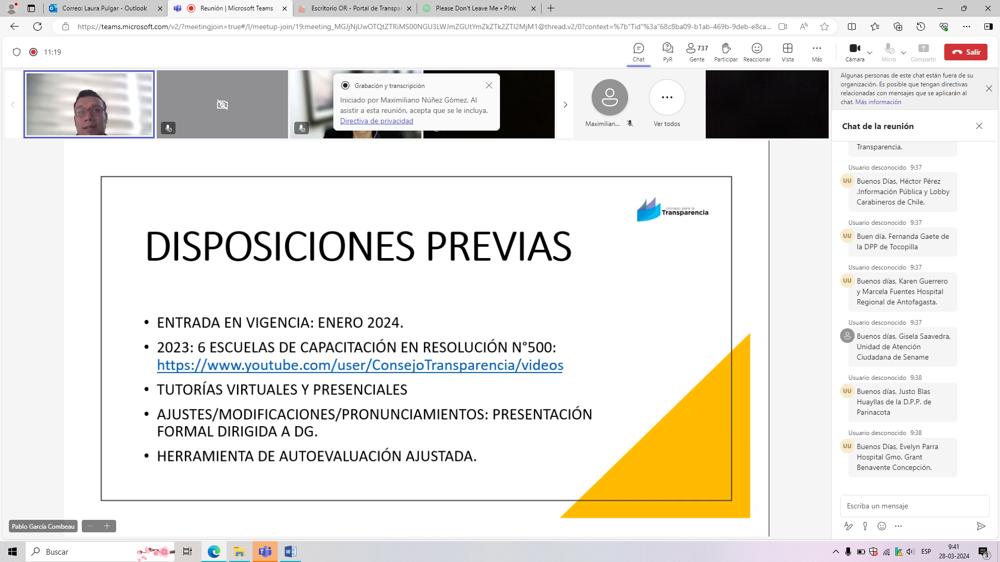 Correo: Laura Pulgar - Outlook
Reunión | Microsoft Teams
Escritorio OR - Portal de Transpa
Please Don't Leave Me • P!nk
https://teams.microsoft.com/v2/?meetingjoin=true#/l/meetup-join/19:meeting_MGJjNjUwOTQtZTRiMS00NGU3LWJmZGUtYmZkZTk2ZTI2MjM1@thread.v2/0?context=%7b"Tid"%3a"68c8ba09-b1ab-469b-9deb-e8ca...
11:19
Chat
PyR
737
Gente
Participar
Reaccionar
Vista
Más
Cámara
Micro
Compartir
Salir
Grabación y transcripción
Iniciado por Maximiliano Núñez Gómez. Al
asistir a esta reunión, acepta que se le incluya.
Directiva de privacidad
Maximilian...
Ver todos
Algunas personas de este chat están fuera de su
organización. Es posible que tengan directivas
relacionadas con mensajes que se aplicarán al
chat. Más información
Chat de la reunión
Transparencia.
Usuario desconocido 9:37
UU
Buenos Días, Héctor Pérez
.Información Pública y Lobby
Carabineros de Chile.
Usuario desconocido 9:37
UU
Buen día. Fernanda Gaete de
la DPP de Tocopilla
Usuario desconocido 9:37
UU
Buenos días, Karen Guerrero
y Marcela Fuentes Hospital
Regional de Antofagasta.
Usuario desconocido 9:37
Buenos días, Gisela Saavedra,
Unidad de Atención
Ciudadana de Sename
Usuario desconocido 9:38
UU
Buenos días, Justo Blas
Huayllas de la D.P.P. de
Parinacota
Usuario desconocido 9:38
UU
Buenos Días, Evelyn Parra
Hospital Gmo. Grant
Benavente Concepción.
Escriba un mensaje
consejo para la
Transparencia
DISPOSICIONES PREVIAS
• ENTRADA EN VIGENCIA: ENERO 2024.
• 2023: 6 ESCUELAS DE CAPACITACIÓN EN RESOLUCIÓN N°500:
https://www.youtube.com/user/ConsejoTransparencia/videos
• TUTORÍAS VIRTUALES Y PRESENCIALES
• AJUSTES/MODIFICACIONES/PRONUNCIAMIENTOS: PRESENTACIÓN
FORMAL DIRIGIDA A DG.
• HERRAMIENTA DE AUTOEVALUACIÓN AJUSTADA.
Pablo García Combeau
Buscar
ESP
9:41
28-03-2024
3